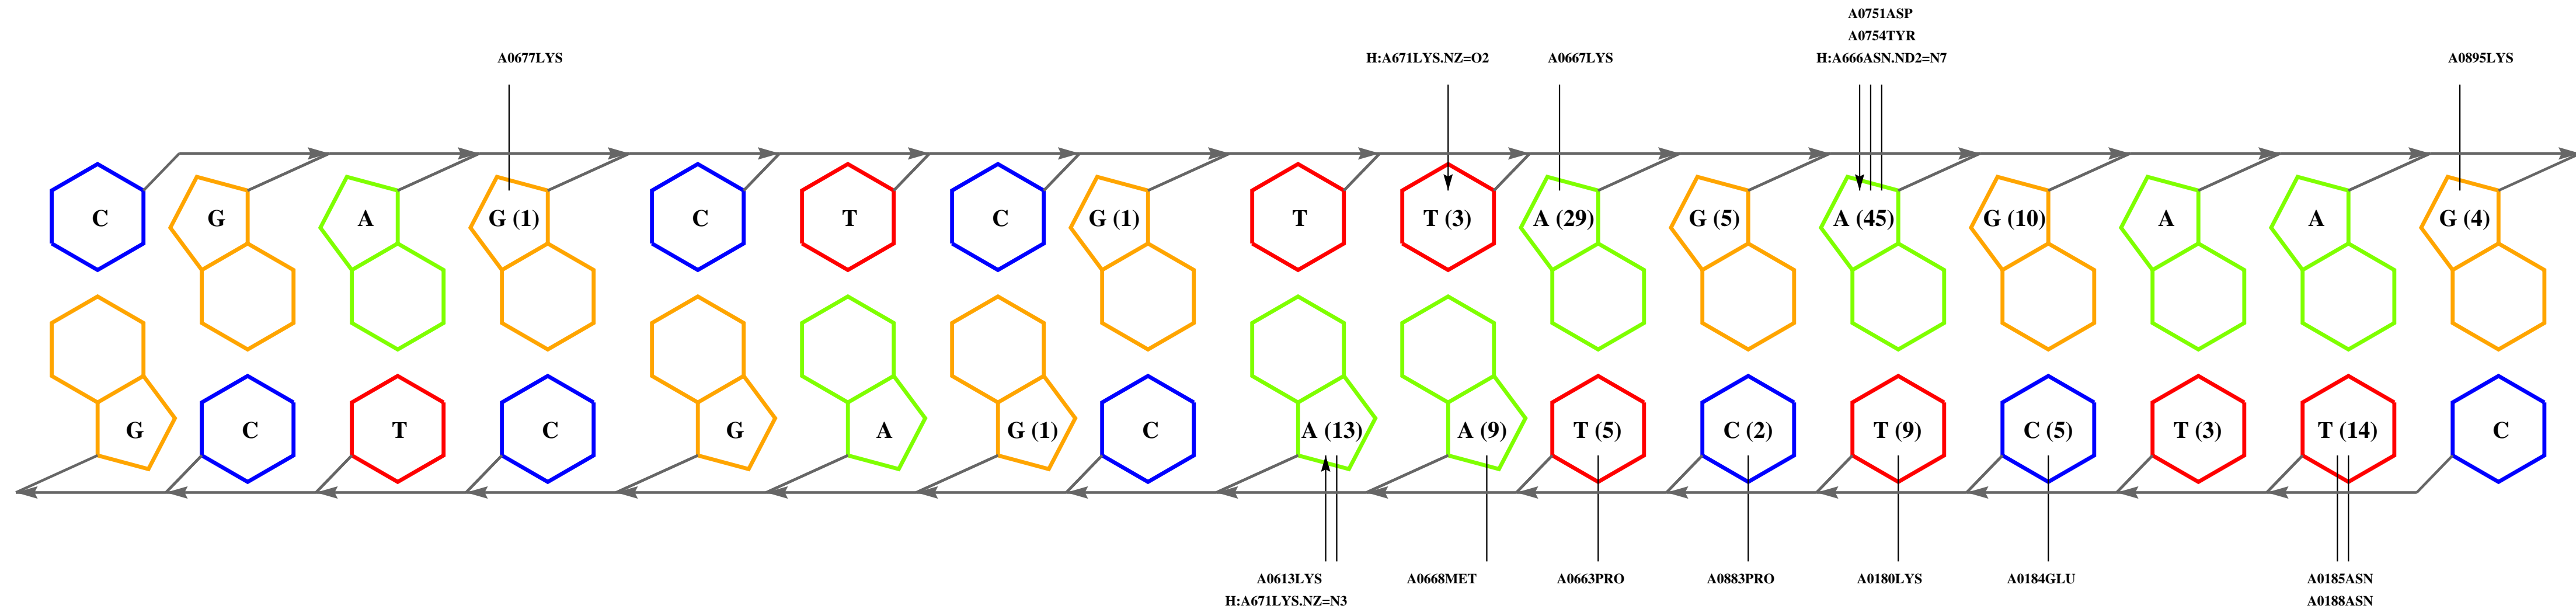 A0751ASP
A0754TYR
A0677LYS H:A671LYS.NZ=O2 A0667LYS H:A666ASN.ND2=N7 A0895LYS
C G A G (1) C T C G (1) T T (3) A (29) G (5) A (45) G (10) A A G (4)
G C T C G A G (1) C A (13) A (9) T (5) C (2) T (9) C (5) T (3) T (14) C
A0613LYS A0668MET A0663PRO A0883PRO A0180LYS A0184GLU A0185ASN
H:A671LYS.NZ=N3 A0188ASN